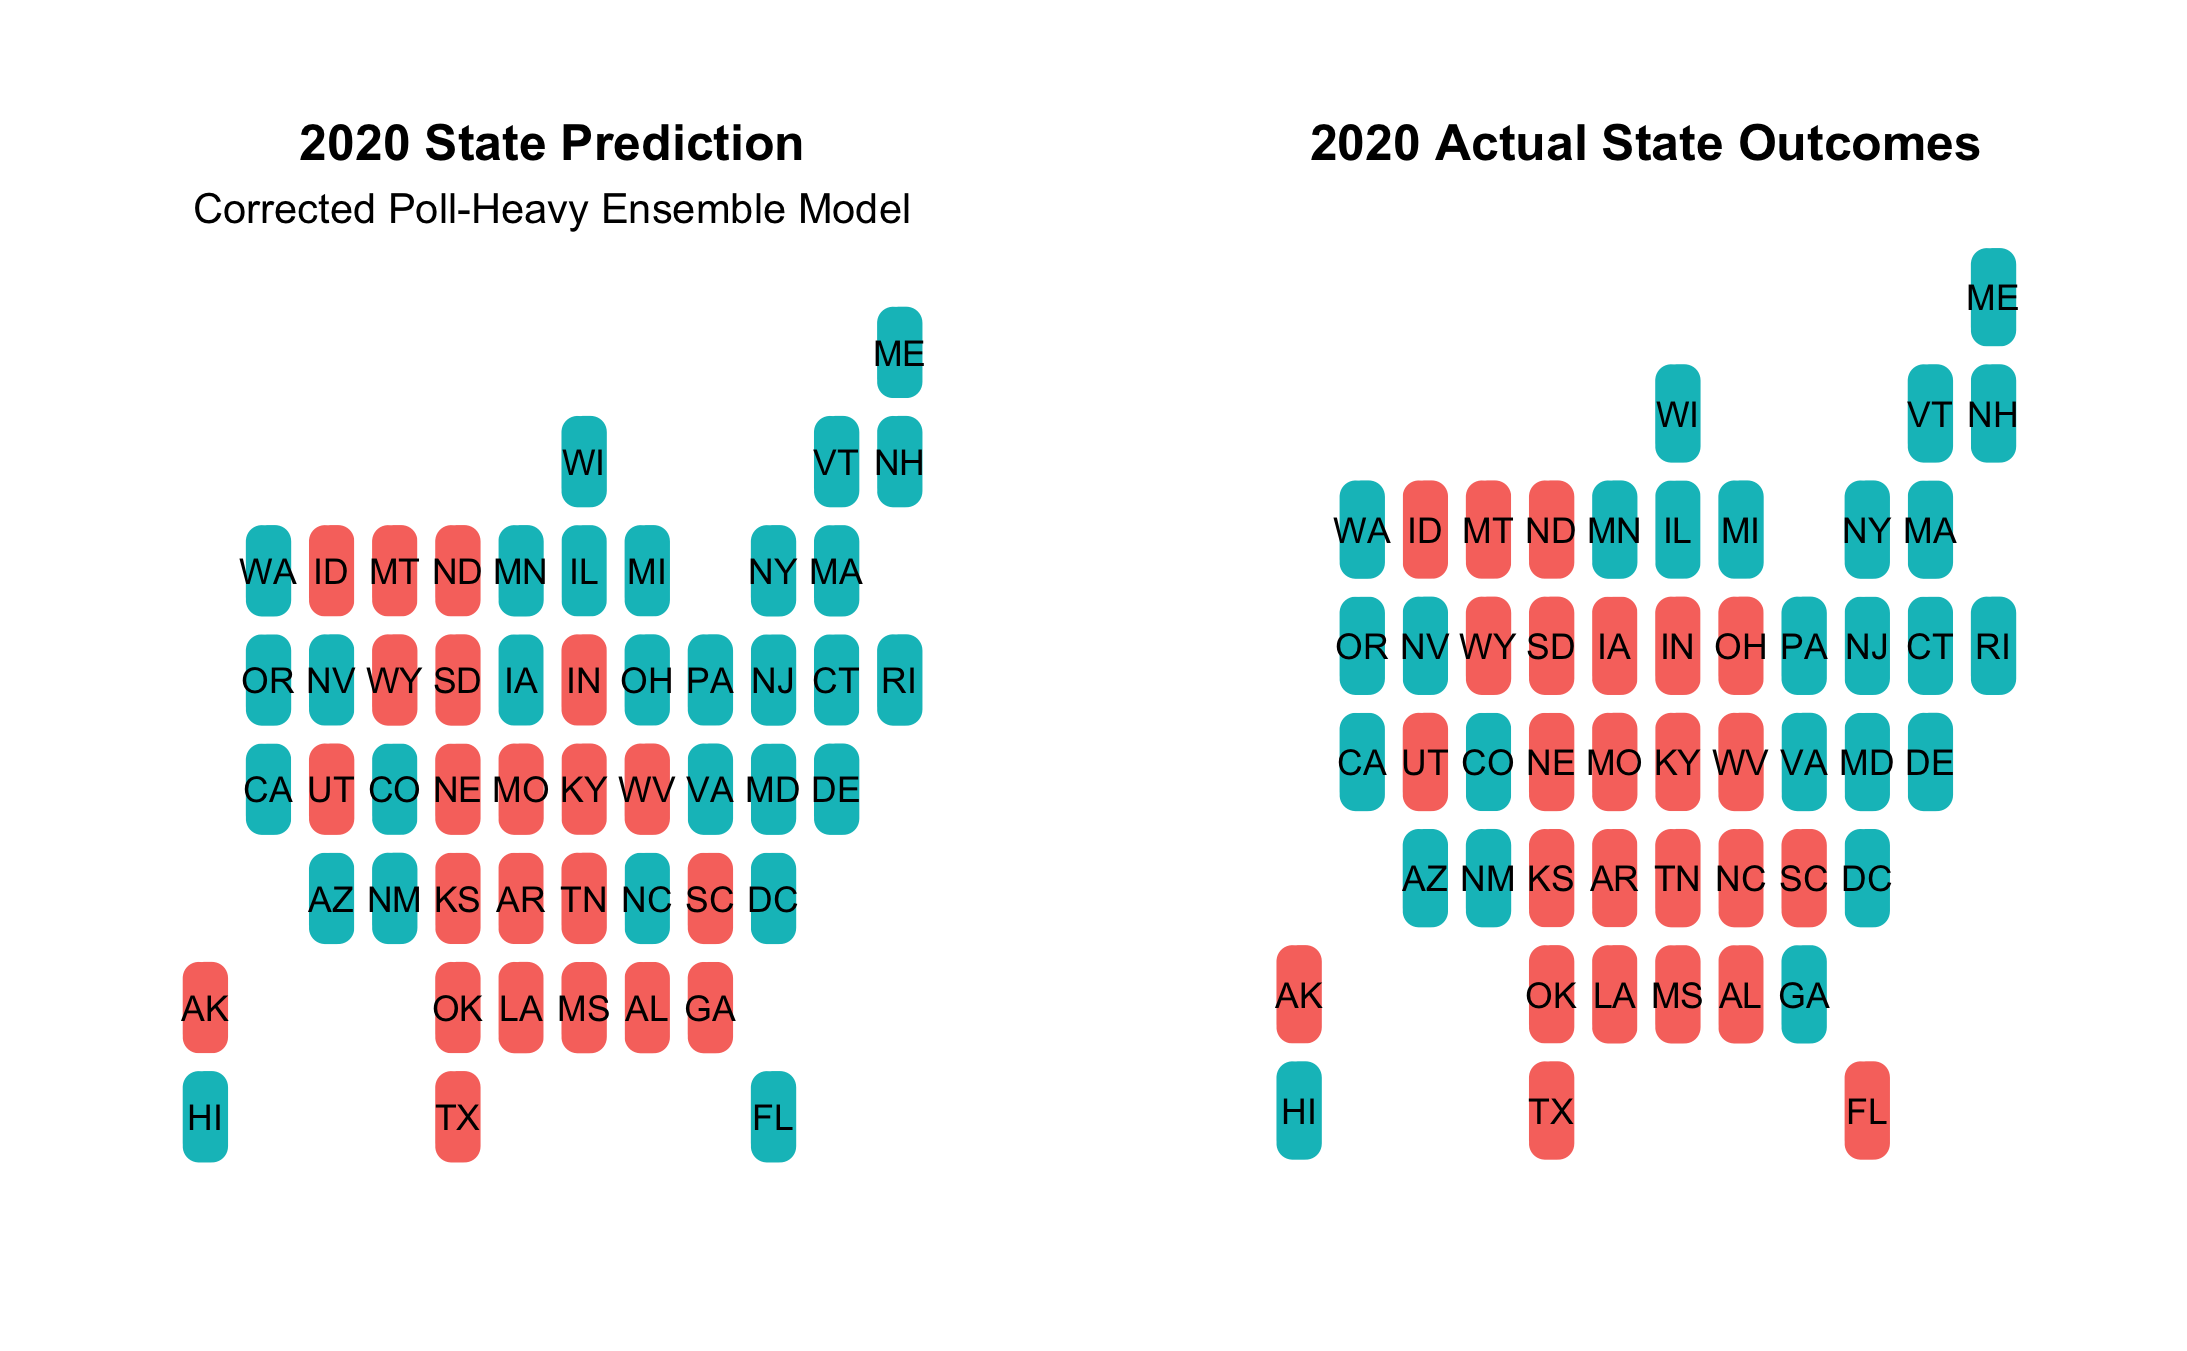 2020 State Prediction
Corrected Poll-Heavy Ensemble Model
ME
WI VT NH
WA ID MT ND MN IL MI NY MA
OR NV WY SD IA IN OH PA NJ CT RI
CA UT CO NE MO KY WV VA MD DE
AZ NM KS AR TN NC SC DC
AK OK LA MS AL GA
HI TX FL
2020 Actual State Outcomes
ME
WI VT NH
WA ID MT ND MN IL MI NY MA
OR NV WY SD IA IN OH PA NJ CT RI
CA UT CO NE MO KY WV VA MD DE
AZ NM KS AR TN NC SC DC
AK OK LA MS AL GA
HI TX FL